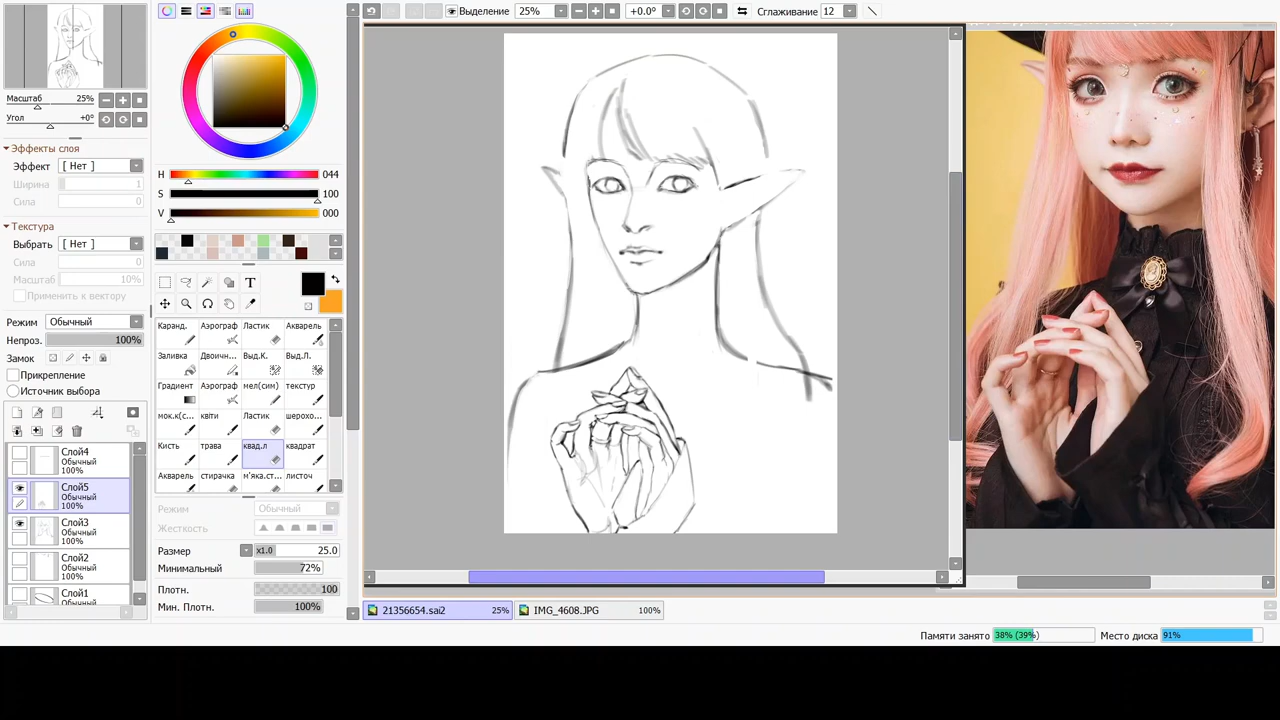 Выделение 25% +0.0° Сглаживание 12
Масштаб 25%
Угол +0°
Эффекты слоя
Эффект [ Нет ]
Ширина 1
Сила 0
Текстура
Выбрать [ Нет ]
Сила 0
Масштаб 10%
Применить к вектору
Режим Обычный
Непроз. 100%
Замок
Прикрепление
Источник выбора
Слой4
Обычный
100%
Слой5
Обычный
100%
Слой3
Обычный
100%
Слой2
Обычный
100%
Слой1
Обычный
H 044
S 100
V 000
T
Каранд. Аэрограф Ластик Акварель
Заливка Двоичн... Выд.К. Выд.Л.
Градиент Аэрограф мел(сим) текстур
мок.к(с... квіти Ластик шерохо...
Кисть трава квад.л квадрат
Акварель стирачка м'яка.ст... листоч
Режим Обычный
Жесткость
Размер x1.0 25.0
Минимальный 72%
Плотн. 100
Мин. Плотн. 100%
21356654.sai2 25% IMG_4608.JPG 100%
Памяти занято 38% (39%) Место диска 91%